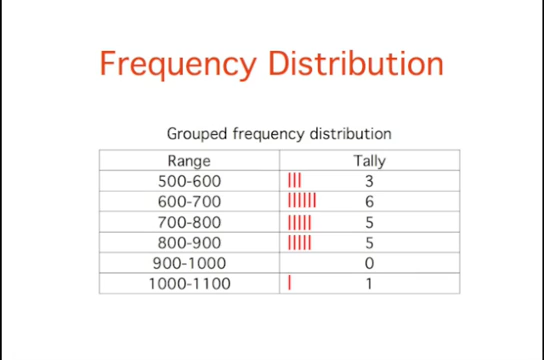 Frequency Distribution
Grouped frequency distribution
Range Tally
500-600 3
600-700 6
700-800 5
800-900 5
900-1000 0
1000-1100 1